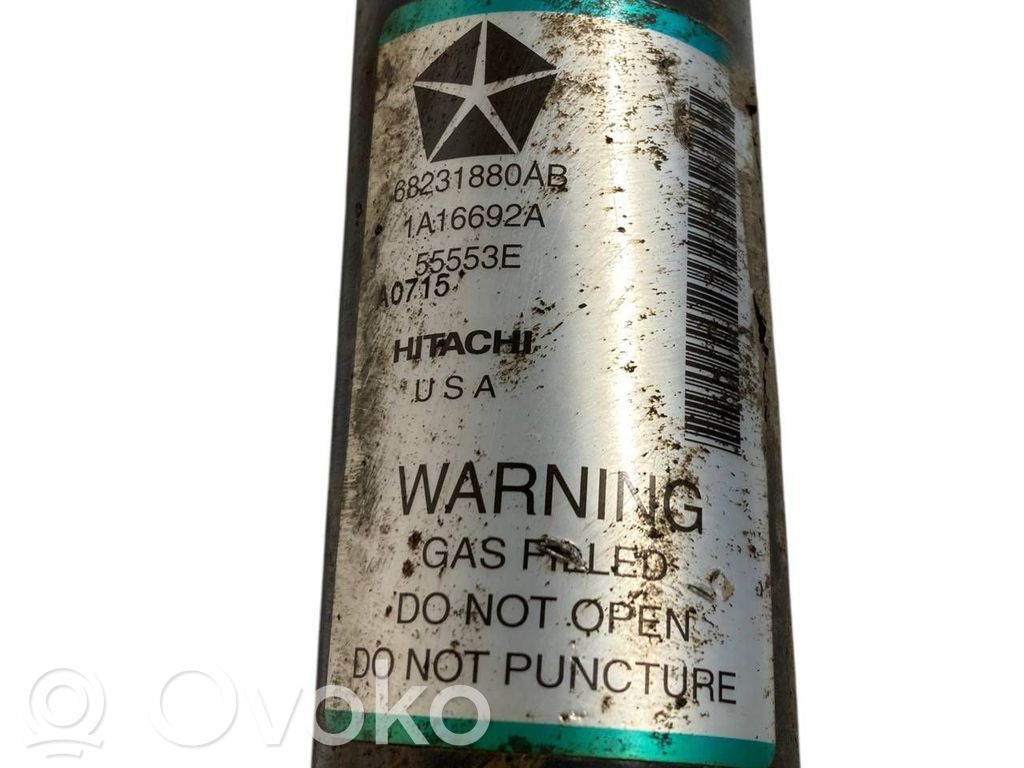 68231880AB
1A16692A
55553E
A0715
HITACHI
USA
WARNING
GAS FILLED
DO NOT OPEN
DO NOT PUNCTURE
Ovoko